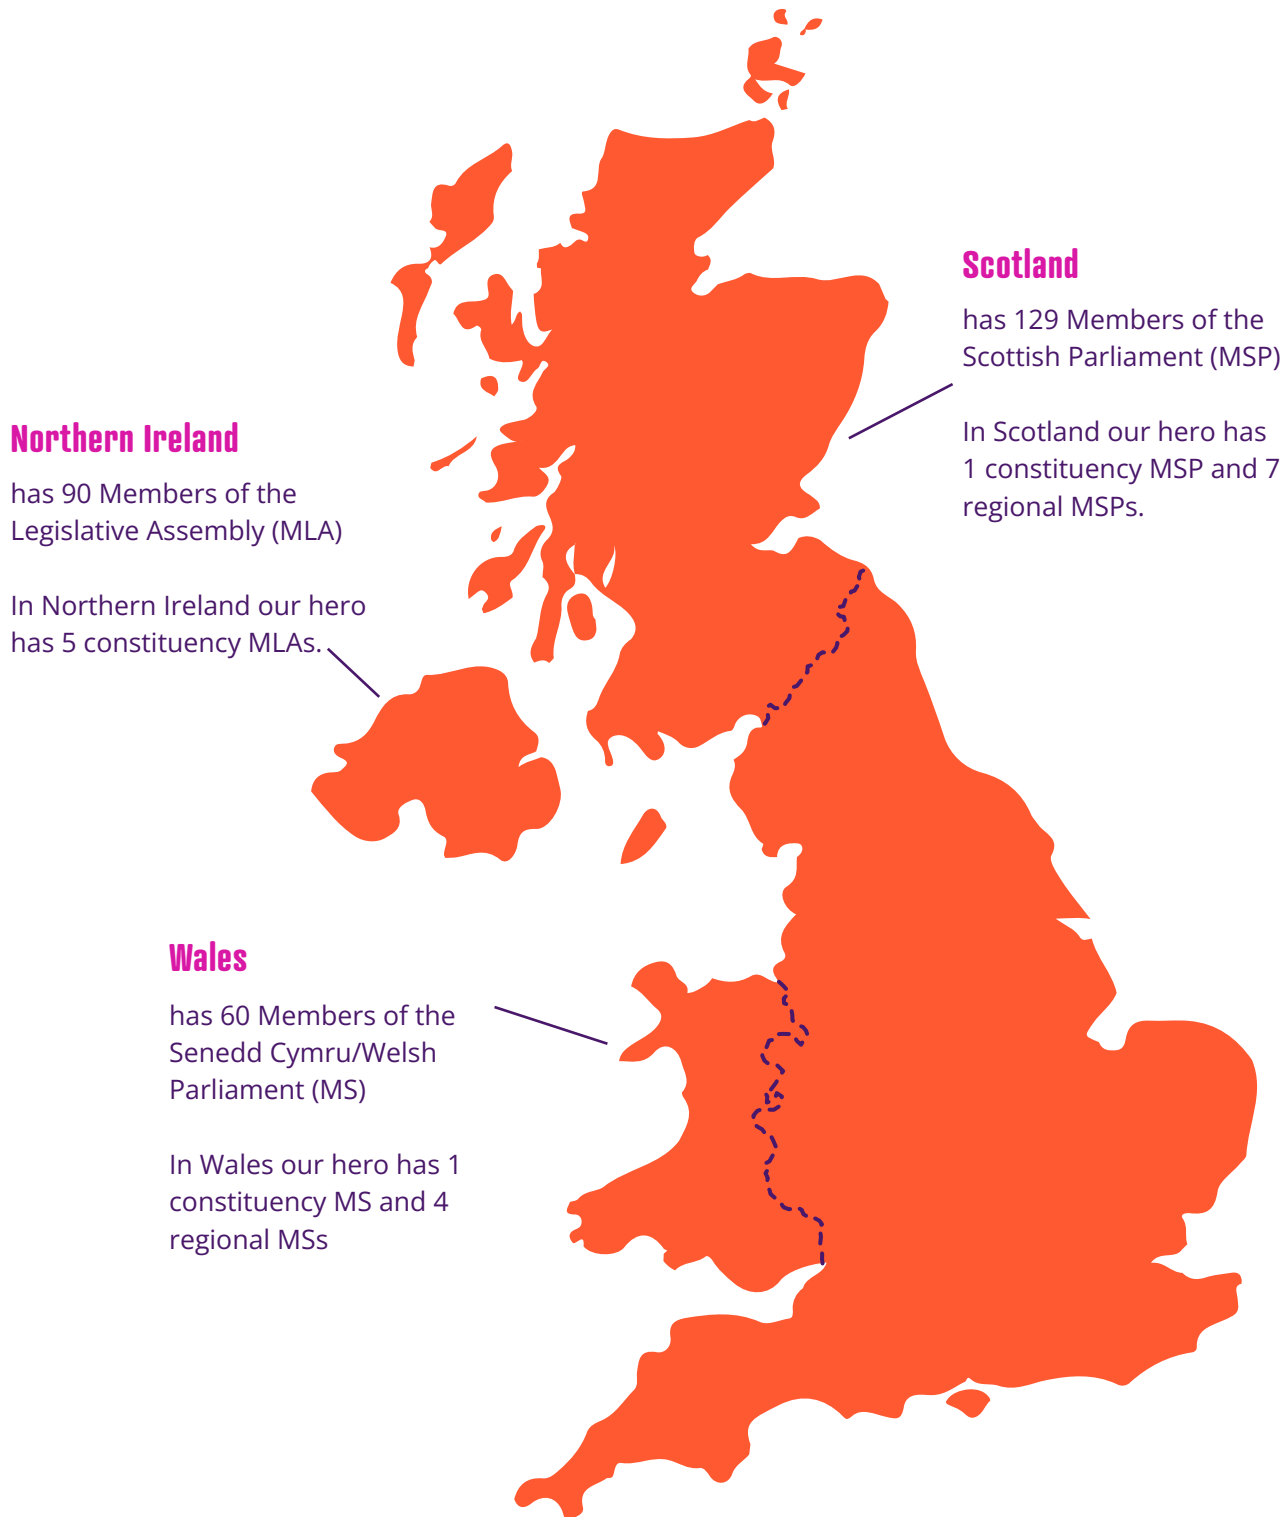 Scotland
has 129 Members of the
Scottish Parliament (MSP)
In Scotland our hero has
1 constituency MSP and 7
regional MSPs.
Northern Ireland
has 90 Members of the
Legislative Assembly (MLA)
In Northern Ireland our hero
has 5 constituency MLAs.
Wales
has 60 Members of the
Senedd Cymru/Welsh
Parliament (MS)
In Wales our hero has 1
constituency MS and 4
regional MSs